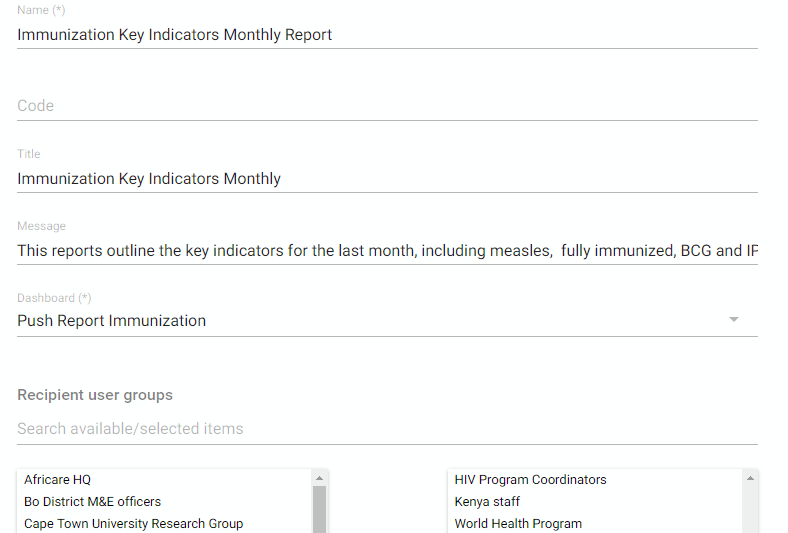 Name (*)
Immunization Key Indicators Monthly Report
Code
Title
Immunization Key Indicators Monthly
Message
This reports outline the key indicators for the last month, including measles,  fully immunized, BCG and
Dashboard (*)
Push Report Immunization
Recipient user groups
Search available/selected items
Africare HQ
HIV Program Coordinators
Bo District M&E officers
Kenya staff
Cape Town University Research Group
World Health Program